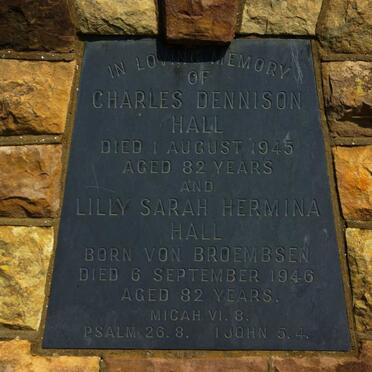 IN LOVING MEMORY
OF
CHARLES DENNISON
HALL
DIED 1 AUGUST 1945
AGED 82 YEARS
AND
LILLY SARAH HERMINA
HALL
BORN VON BROEMBSEN
DIED 6 SEPTEMBER 1946
AGED 82 YEARS.
MICAH VI. 8.
PSALM 26. 8. 1 JOHN 5. 4.